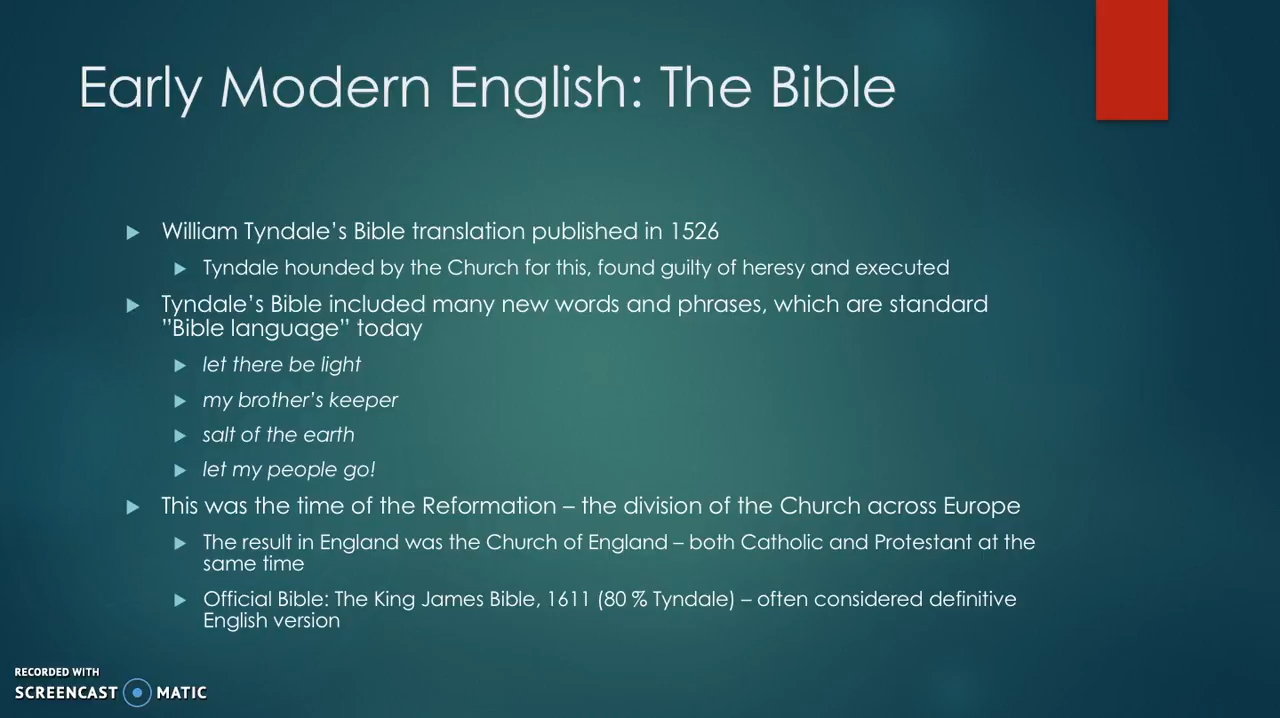 Early Modern English: The Bible
William Tyndale’s Bible translation published in 1526
Tyndale hounded by the Church for this, found guilty of heresy and executed
Tyndale’s Bible included many new words and phrases, which are standard
”Bible language” today
let there be light
my brother’s keeper
salt of the earth
let my people go!
This was the time of the Reformation – the division of the Church across Europe
The result in England was the Church of England – both Catholic and Protestant at the
same time
Official Bible: The King James Bible, 1611 (80 % Tyndale) – often considered definitive
English version
RECORDED WITH
SCREENCAST MATIC